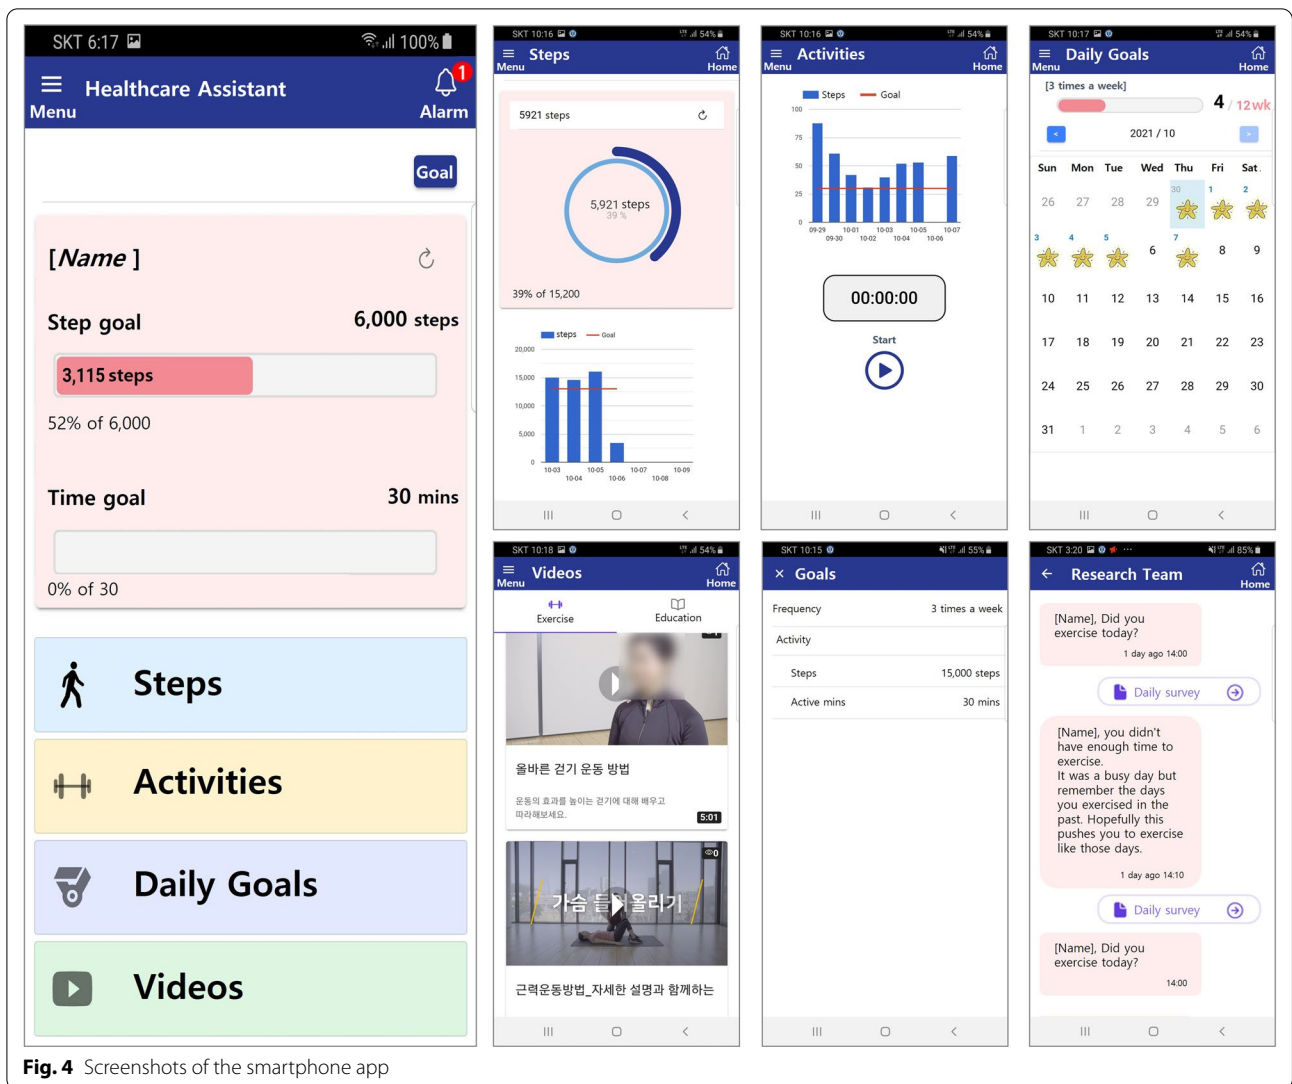 SKT 6:17 100%
Healthcare Assistant
1
Menu Alarm
Goal
[Name ]
Step goal 6,000 steps
3,115 steps
52% of 6,000
Time goal 30 mins
0% of 30
Steps
Activities
Daily Goals
Videos
SKT 10:16 LTE 54%
Steps
Menu Home
5921 steps
5,921 steps
39 %
39% of 15,200
steps Goal
20,000
15,000
10,000
5,000
0
10-03 10-05 10-07 10-09
10-04 10-06 10-08
SKT 10:16 LTE 54%
Activities
Menu Home
Steps Goal
100
75
50
25
0
09-29 10-01 10-03 10-05 10-07
09-30 10-02 10-04 10-06
00:00:00
Start
SKT 10:17 LTE 54%
Daily Goals
Menu Home
[3 times a week]
4 / 12wk
< 2021 / 10 >
Sun Mon Tue Wed Thu Fri Sat.
26 27 28 29 30 1 2
3 4 5 6 7 8 9
10 11 12 13 14 15 16
17 18 19 20 21 22 23
24 25 26 27 28 29 30
31 1 2 3 4 5 6
SKT 10:18 LTE 54%
Videos
Menu Home
Exercise Education
올바른 걷기 운동 방법
운동의 효과를 높이는 걷기에 대해 배우고
따라해보세요.
5:01
0
가슴 들어 올리기
근력운동방법_자세한 설명과 함께하는
SKT 10:15 LTE 55%
× Goals
Frequency 3 times a week
Activity
Steps 15,000 steps
Active mins 30 mins
SKT 3:20 ··· LTE 85%
Research Team
Home
[Name], Did you
exercise today?
1 day ago 14:00
Daily survey
[Name], you didn't
have enough time to
exercise.
It was a busy day but
remember the days
you exercised in the
past. Hopefully this
pushes you to exercise
like those days.
1 day ago 14:10
Daily survey
[Name], Did you
exercise today?
14:00
Fig. 4 Screenshots of the smartphone app